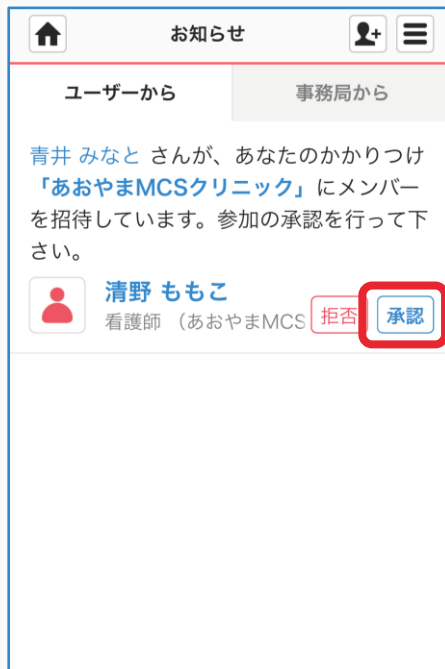 お知らせ
ユーザーから
事務局から
青井 みなと さんが、あなたのかかりつけ
「あおやまMCSクリニック」にメンバー
を招待しています。参加の承認を行って下
さい。
清野 ももこ
看護師 （あおやまMCS
拒否
承認